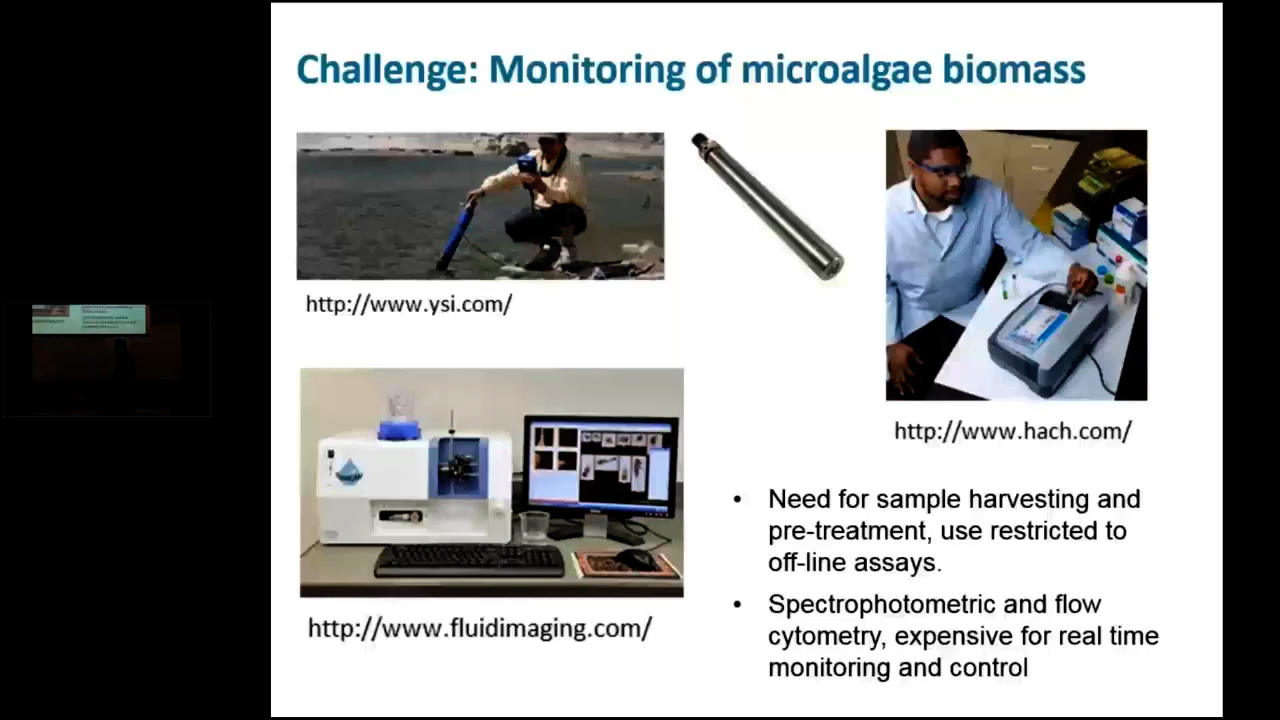 Challenge: Monitoring of microalgae biomass
http://www.ysi.com/
http://www.hach.com/
http://www.fluidimaging.com/
• Need for sample harvesting and
pre-treatment, use restricted to
off-line assays.
• Spectrophotometric and flow
cytometry, expensive for real time
monitoring and control